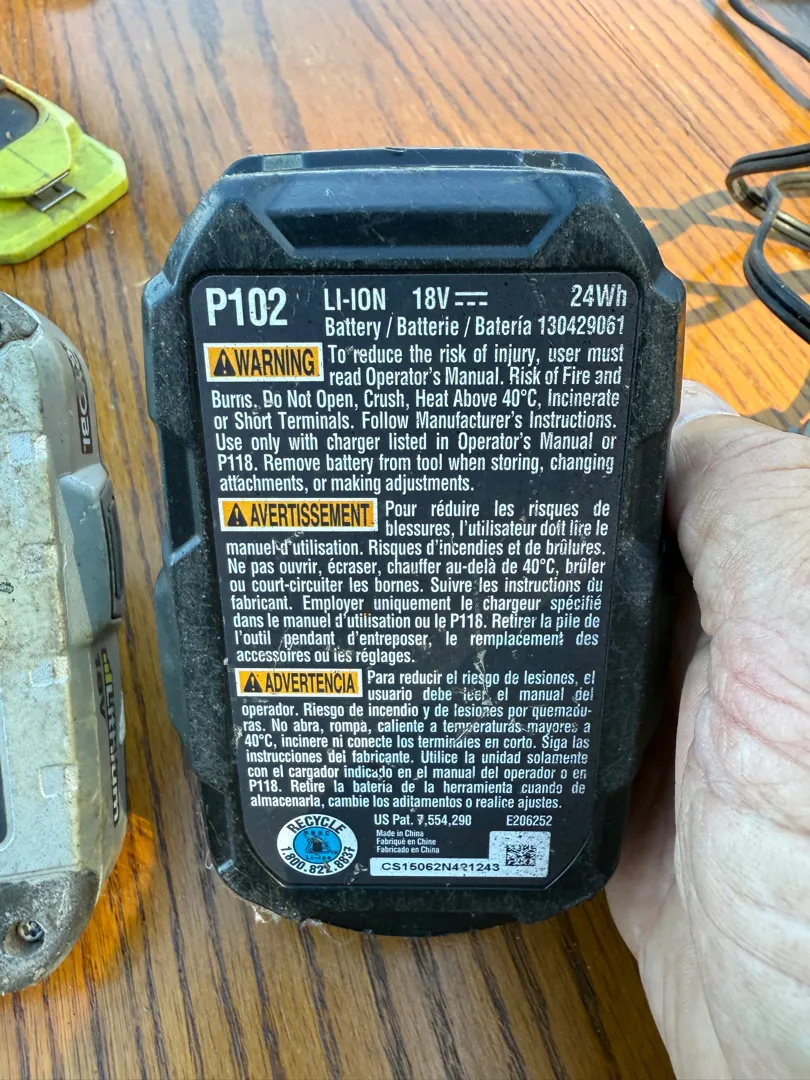 P102 LI-ION 18V 24Wh
Battery / Batterie / Batería 130429061
WARNING To reduce the risk of injury, user must
read Operator's Manual. Risk of Fire and
Burns. Do Not Open, Crush, Heat Above 40°C, Incinerate
or Short Terminals. Follow Manufacturer's Instructions.
Use only with charger listed in Operator's Manual or
P118. Remove battery from tool when storing, changing
attachments, or making adjustments.
AVERTISSEMENT Pour réduire les risques de
blessures, l'utilisateur doit lire le
manuel d'utilisation. Risques d'incendies et de brûlures.
Ne pas ouvrir, écraser, chauffer au-delà de 40°C, brûler
ou court-circuiter les bornes. Suivre les instructions du
fabricant. Employer uniquement le chargeur spécifié
dans le manuel d'utilisation ou le P118. Retirer la pile de
l'outil pendant d'entreposer, le remplacement des
accessoires ou les réglages.
ADVERTENCIA Para reducir el riesgo de lesiones, el
usuario debe leer el manual del
operador. Riesgo de incendio y de lesiones por quemadu-
ras. No abra, rompa, caliente a temperaturas mayores a
40°C, incinere ni conecte los terminales en corto. Siga las
instrucciones del fabricante. Utilice la unidad solamente
con el cargador indicado en el manual del operador o en
P118. Retire la batería de la herramienta cuando de
almacenarla, cambie los aditamentos o realice ajustes.
US Pat. 7,554,290 E206252
Made in China
Fabriqué en Chine
Fabricado en China
RECYCLE
RBRC
Li-Ion
1.800.822.8837
CS15062N421243